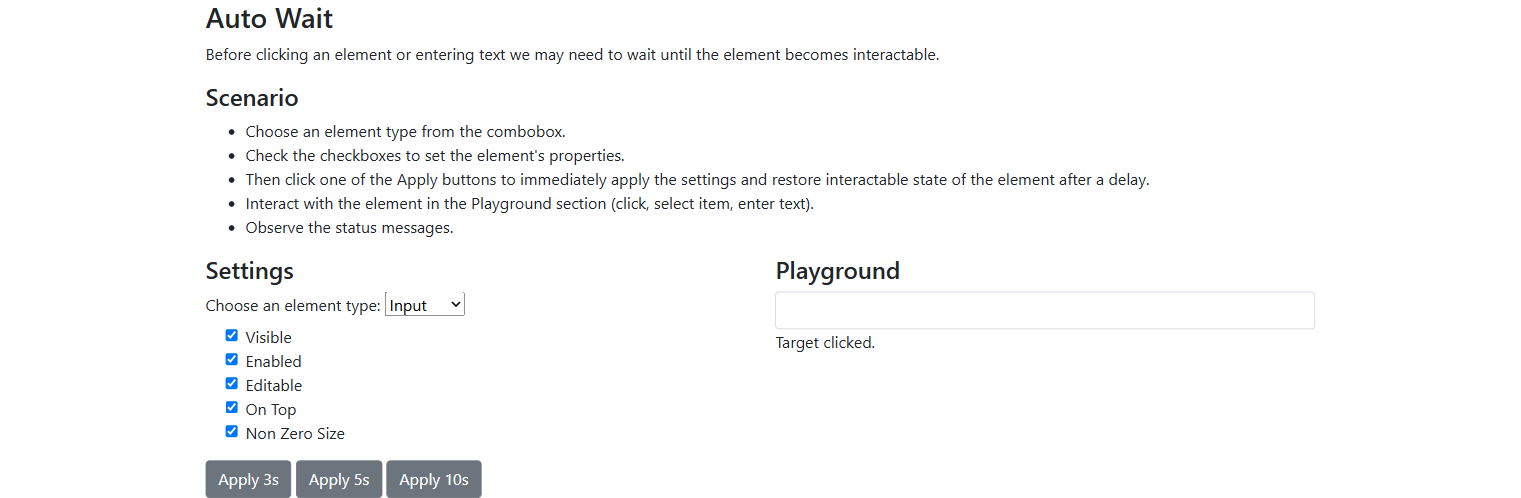 Auto Wait
Before clicking an element or entering text we may need to wait until the element becomes interactable.
Scenario
Choose an element type from the combobox.
Check the checkboxes to set the element's properties.
Then click one of the Apply buttons to immediately apply the settings and restore interactable state of the element after a delay.
Interact with the element in the Playground section (click, select item, enter text).
Observe the status messages.
Settings
Choose an element type: Input
Visible
Enabled
Editable
On Top
Non Zero Size
Apply 3s Apply 5s Apply 10s
Playground
Target clicked.